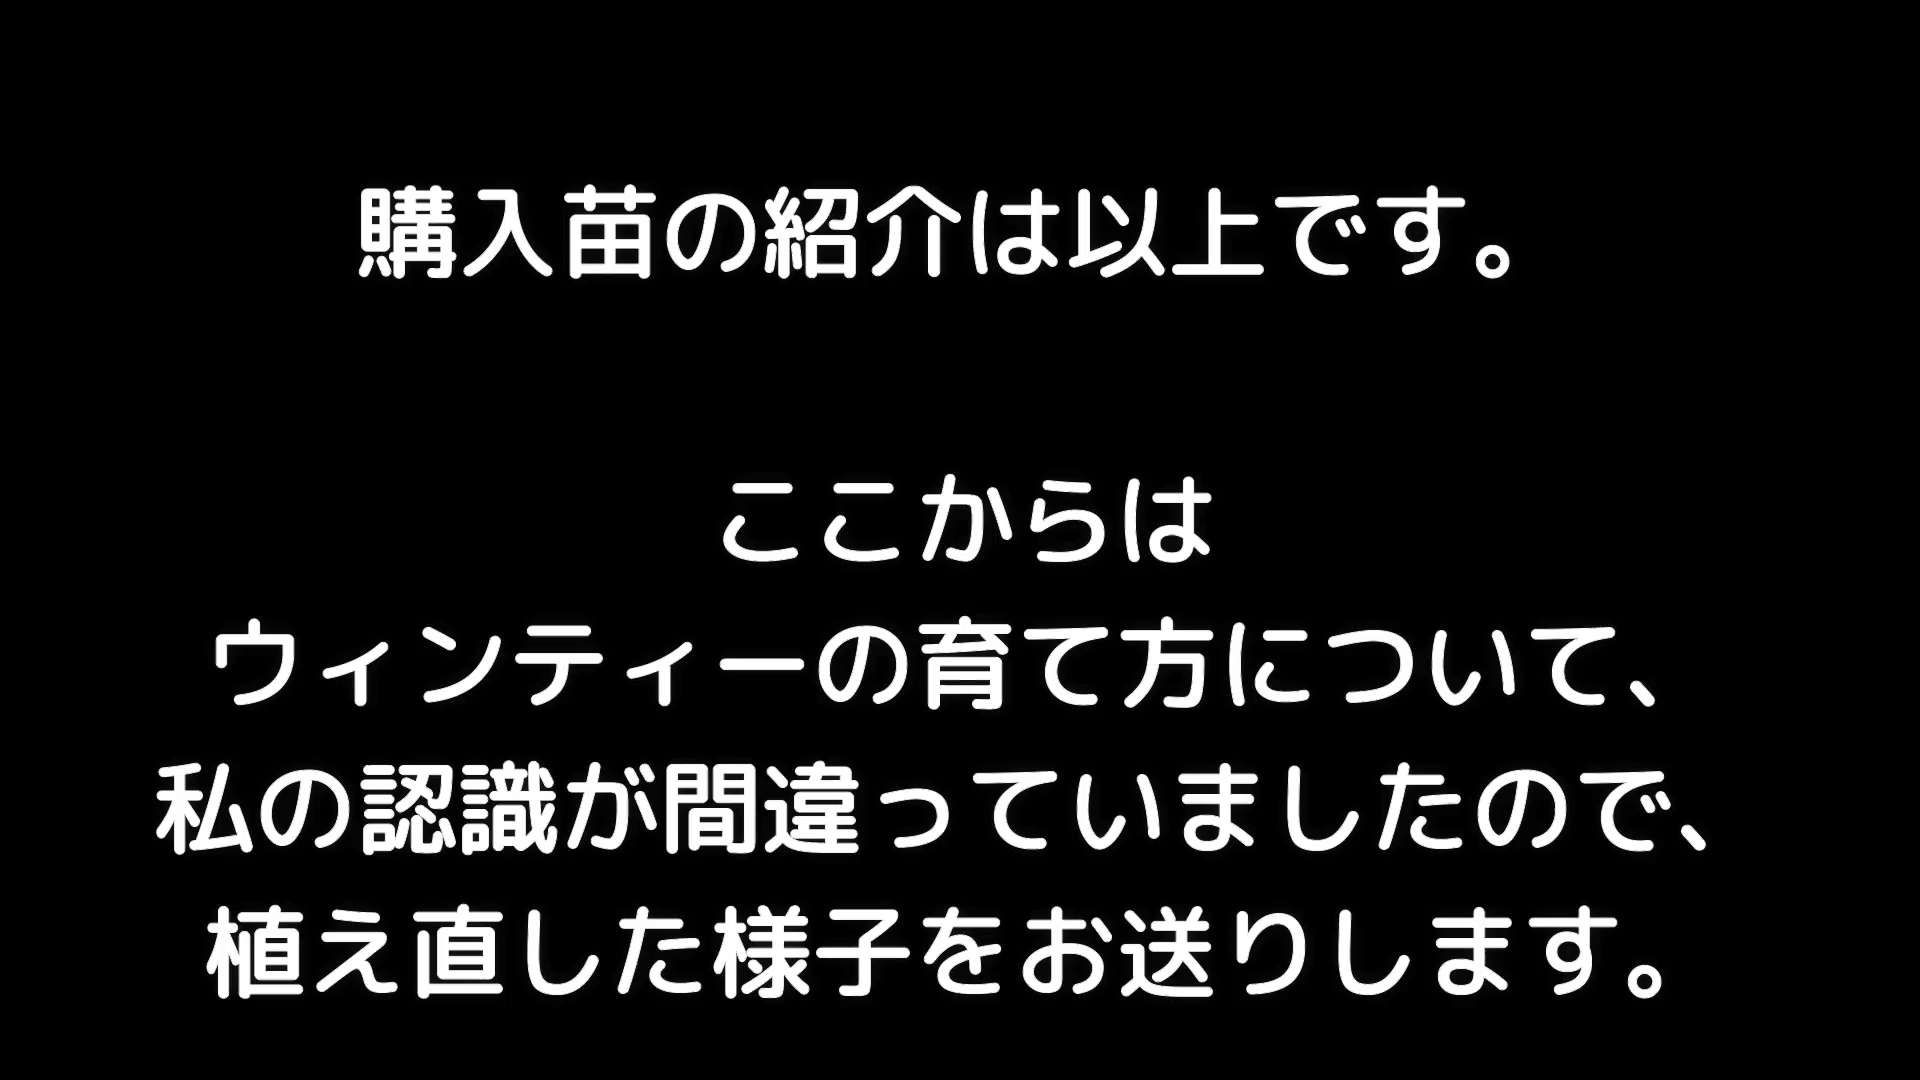 購入苗の紹介は以上です。
ここからは
ウィンティーの育て方について、
私の認識が間違っていましたので、
植え直した様子をお送りします。